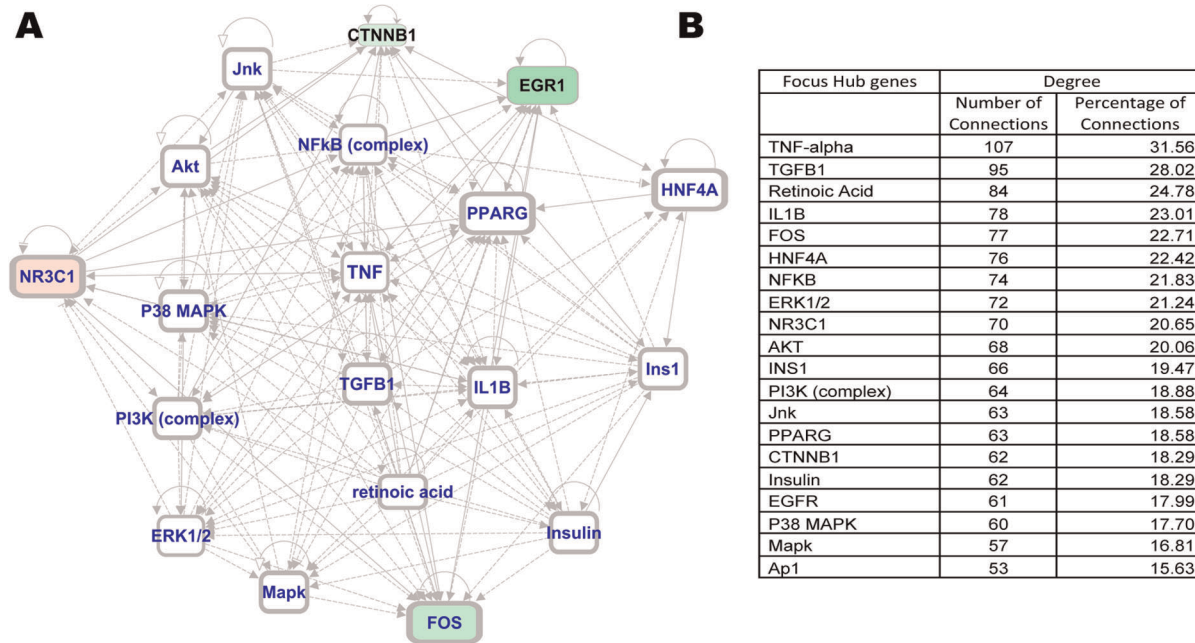 A
CTNNB1
Jnk
EGR1
NFkB (complex)
Akt
HNF4A
PPARG
TNF
NR3C1
P38 MAPK
Ins1
TGFB1
IL1B
PI3K (complex)
retinoic acid
ERK1/2
Insulin
Mapk
FOS
B
Focus Hub genes Degree
Number of Percentage of
Connections Connections
TNF-alpha 107 31.56
TGFB1 95 28.02
Retinoic Acid 84 24.78
IL1B 78 23.01
FOS 77 22.71
HNF4A 76 22.42
NFKB 74 21.83
ERK1/2 72 21.24
NR3C1 70 20.65
AKT 68 20.06
INS1 66 19.47
PI3K (complex) 64 18.88
Jnk 63 18.58
PPARG 63 18.58
CTNNB1 62 18.29
Insulin 62 18.29
EGFR 61 17.99
P38 MAPK 60 17.70
Mapk 57 16.81
Ap1 53 15.63